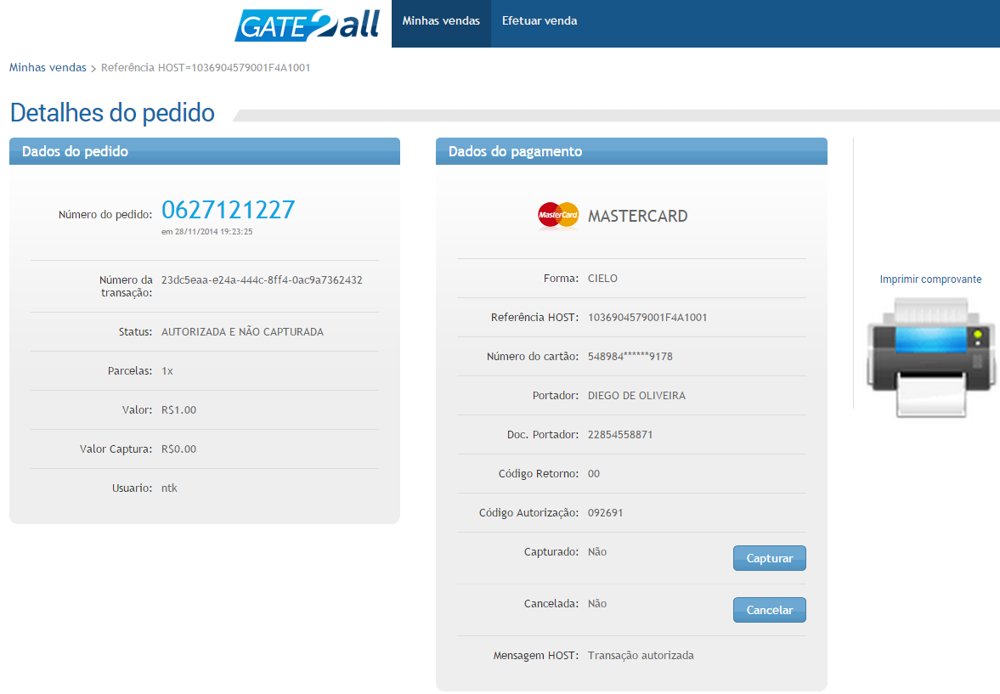 GATE2all
Minhas vendas
Efetuar venda
Minhas vendas > Referência HOST=1036904579001F4A1001
Detalhes do pedido
Dados do pedido
Número do pedido: 0627121227
em 28/11/2014 19:23:25
Número da transação: 23dc5eaa-e24a-444c-8ff4-0ac9a7362432
Status: AUTORIZADA E NÃO CAPTURADA
Parcelas: 1x
Valor: R$1.00
Valor Captura: R$0.00
Usuario: ntk
Dados do pagamento
MasterCard MASTERCARD
Forma: CIELO
Referência HOST: 1036904579001F4A1001
Número do cartão: 548984******9178
Portador: DIEGO DE OLIVEIRA
Doc. Portador: 22854558871
Código Retorno: 00
Código Autorização: 092691
Capturado: Não
Capturar
Cancelada: Não
Cancelar
Mensagem HOST: Transação autorizada
Imprimir comprovante